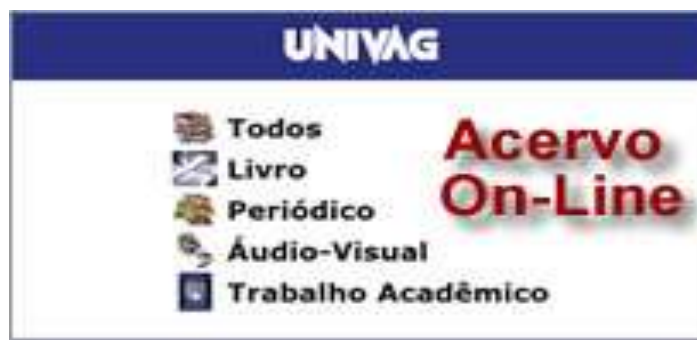 UNIVAG
Todos
Livro
Periódico
Áudio-Visual
Trabalho Acadêmico
Acervo
On-Line